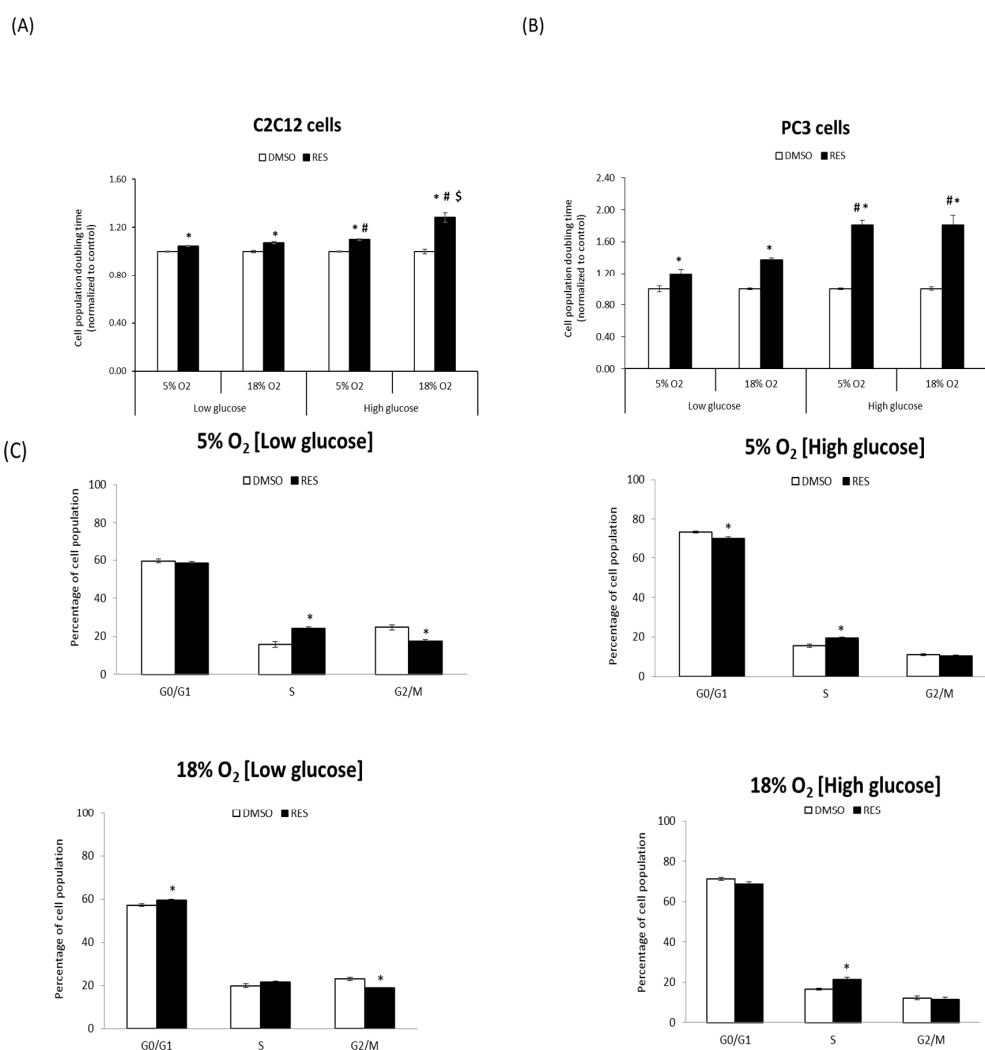 (A)
(B)
C2C12 cells
DMSO RES
Cell population doubling time
(normalized to control)
1.60
1.20
0.80
0.40
0.00
*
*
* #
* # $
5% O2 18% O2 5% O2 18% O2
Low glucose High glucose
PC3 cells
DMSO RES
Cell population doubling time
(normalized to control)
2.40
2.00
1.60
1.20
0.80
0.40
0.00
*
*
# *
# *
5% O2 18% O2 5% O2 18% O2
Low glucose High glucose
(C)
5% O₂ [Low glucose]
DMSO RES
Percentage of cell population
100
80
60
40
20
0
*
*
G0/G1 S G2/M
5% O₂ [High glucose]
DMSO RES
Percentage of cell population
100
80
60
40
20
0
*
*
G0/G1 S G2/M
18% O₂ [Low glucose]
DMSO RES
Percentage of cell population
100
80
60
40
20
0
*
*
G0/G1 S G2/M
18% O₂ [High glucose]
DMSO RES
Percentage of cell population
100
80
60
40
20
0
*
G0/G1 S G2/M